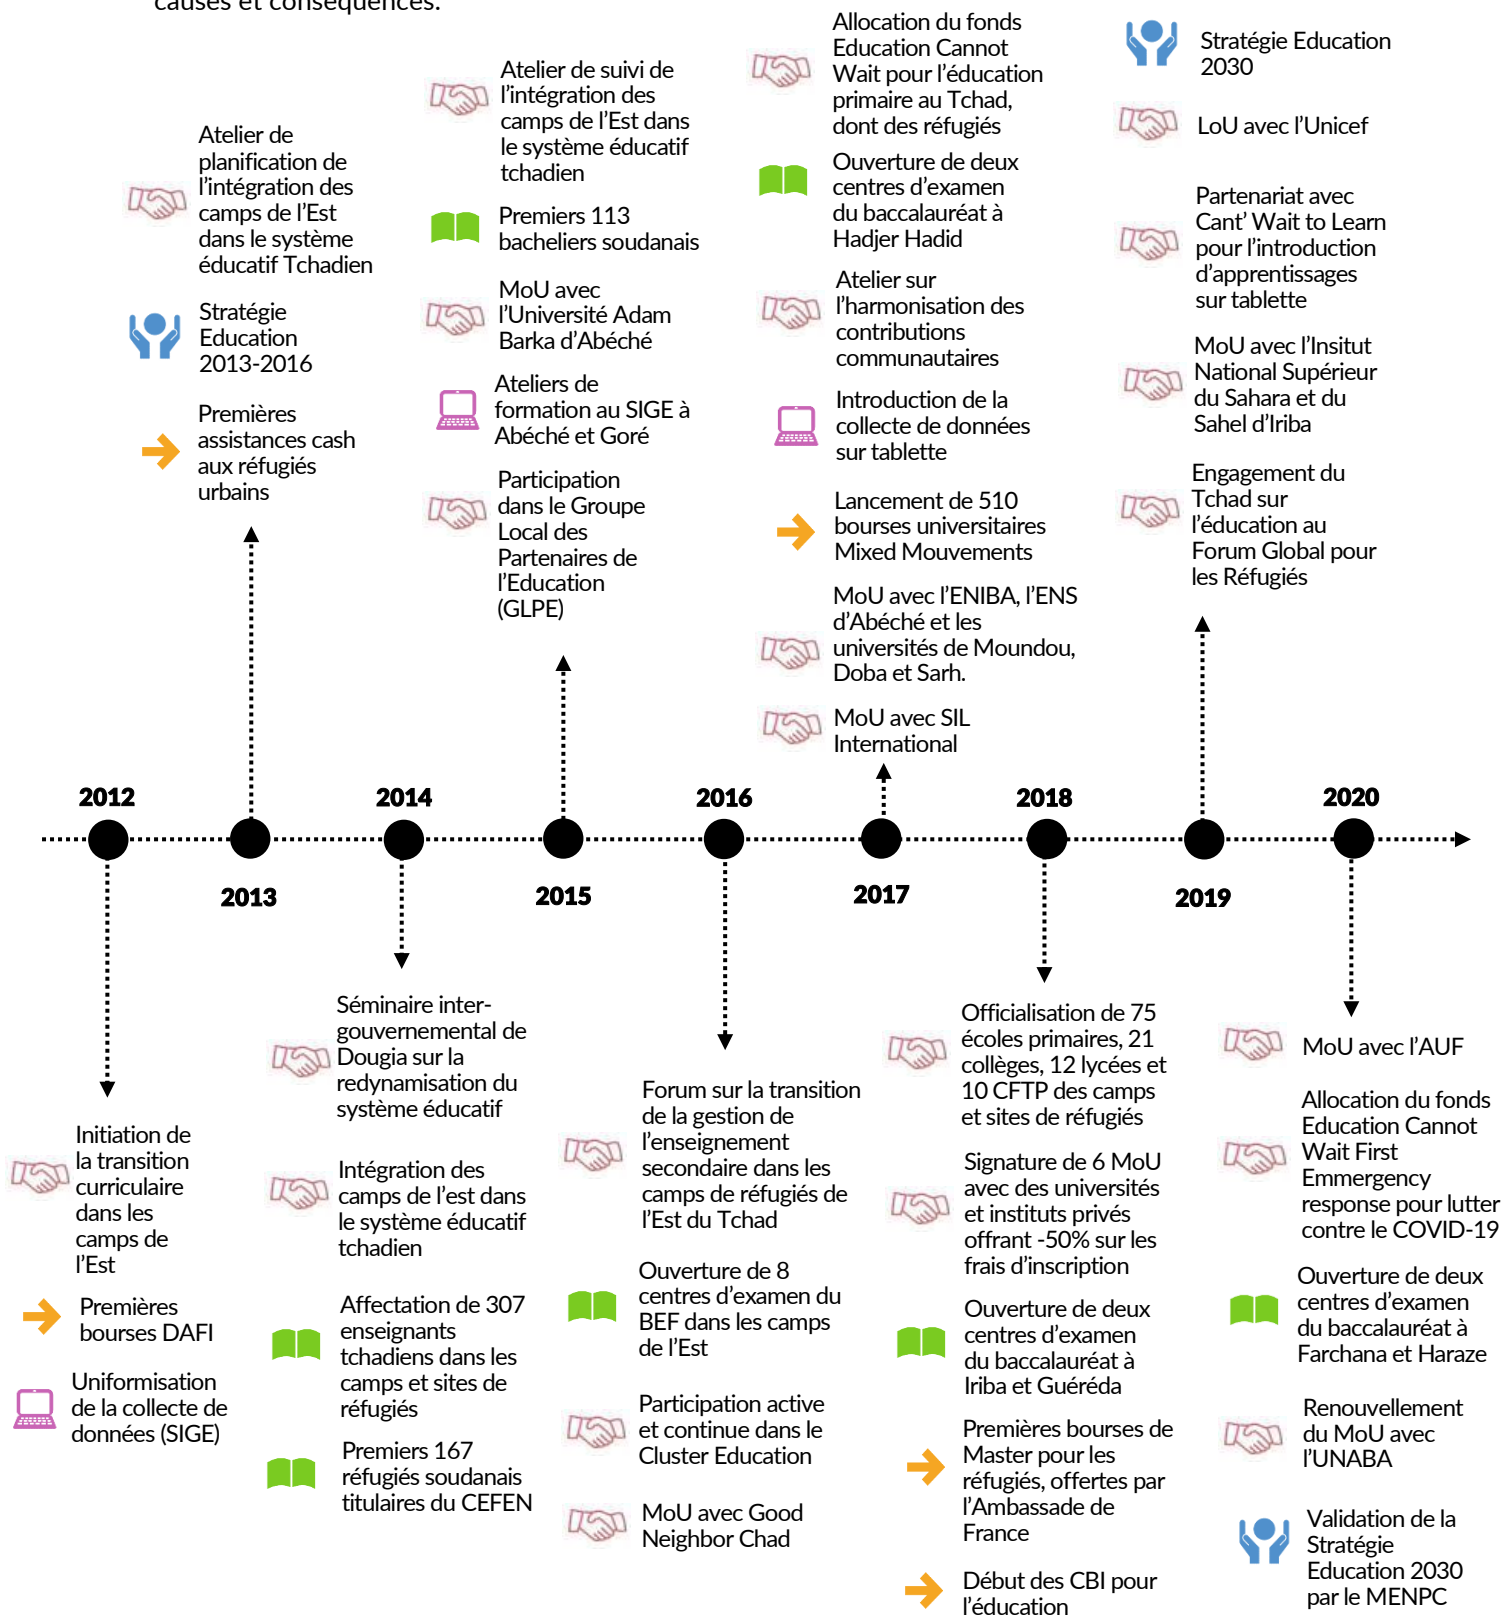 causes et conséquences.
Atelier de
planification de
l'intégration des
camps de l'Est
dans le système
éducatif Tchadien
Stratégie
Education
2013-2016
Premières
assistances cash
aux réfugiés
urbains
Atelier de suivi de
l'intégration des
camps de l'Est dans
le système éducatif
tchadien
Premiers 113
bacheliers soudanais
MoU avec
l'Université Adam
Barka d'Abéché
Ateliers de
formation au SIGE à
Abéché et Goré
Participation
dans le Groupe
Local des
Partenaires de
l'Education
(GLPE)
Allocation du fonds
Education Cannot
Wait pour l'éducation
primaire au Tchad,
dont des réfugiés
Ouverture de deux
centres d'examen
du baccalauréat à
Hadjer Hadid
Atelier sur
l'harmonisation des
contributions
communautaires
Introduction de la
collecte de données
sur tablette
Lancement de 510
bourses universitaires
Mixed Mouvements
MoU avec l'ENIBA, l'ENS
d'Abéché et les
universités de Moundou,
Doba et Sarh.
MoU avec SIL
International
Stratégie Education
2030
LoU avec l'Unicef
Partenariat avec
Cant' Wait to Learn
pour l'introduction
d'apprentissages
sur tablette
MoU avec l'Insitut
National Supérieur
du Sahara et du
Sahel d'Iriba
Engagement du
Tchad sur
l'éducation au
Forum Global pour
les Réfugiés
2012
2014
2016
2018
2020
2013
2015
2017
2019
Initiation de
la transition
curriculaire
dans les
camps de
l'Est
Premières
bourses DAFI
Uniformisation
de la collecte de
données (SIGE)
Séminaire inter-
gouvernemental de
Dougia sur la
redynamisation du
système éducatif
Intégration des
camps de l'est dans
le système éducatif
tchadien
Affectation de 307
enseignants
tchadiens dans les
camps et sites de
réfugiés
Premiers 167
réfugiés soudanais
titulaires du CEFEN
Forum sur la transition
de la gestion de
l'enseignement
secondaire dans les
camps de réfugiés de
l'Est du Tchad
Ouverture de 8
centres d'examen du
BEF dans les camps
de l'Est
Participation active
et continue dans le
Cluster Education
MoU avec Good
Neighbor Chad
Officialisation de 75
écoles primaires, 21
collèges, 12 lycées et
10 CFTP des camps
et sites de réfugiés
Signature de 6 MoU
avec des universités
et instituts privés
offrant -50% sur les
frais d'inscription
Ouverture de deux
centres d'examen
du baccalauréat à
Iriba et Guéréda
Premières bourses de
Master pour les
réfugiés, offertes par
l'Ambassade de
France
Début des CBI pour
l'éducation
MoU avec l'AUF
Allocation du fonds
Education Cannot
Wait First
Emmergency
response pour lutter
contre le COVID-19
Ouverture de deux
centres d'examen
du baccalauréat à
Farchana et Haraze
Renouvellement
du MoU avec
l'UNABA
Validation de la
Stratégie
Education 2030
par le MENPC